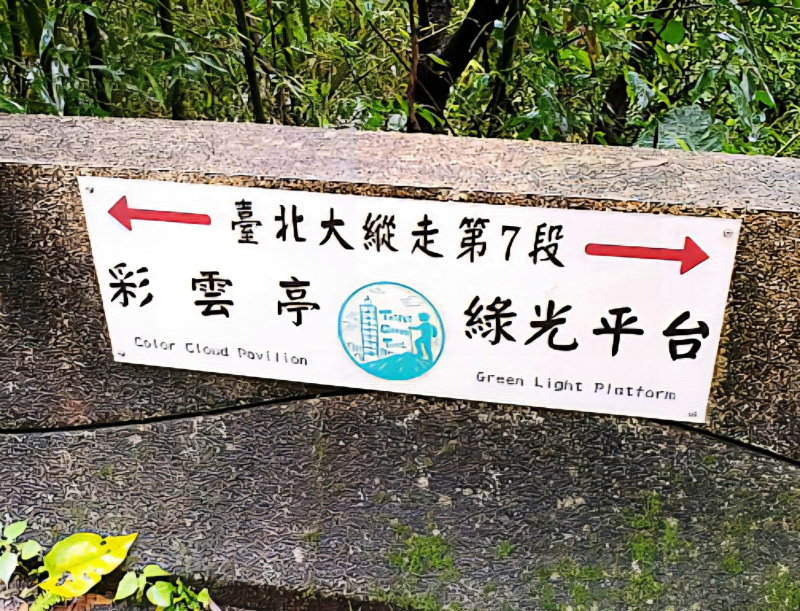 臺北大縱走第7段
彩雲亭
綠光平台
Color Cloud Pavilion
Green Light Platform